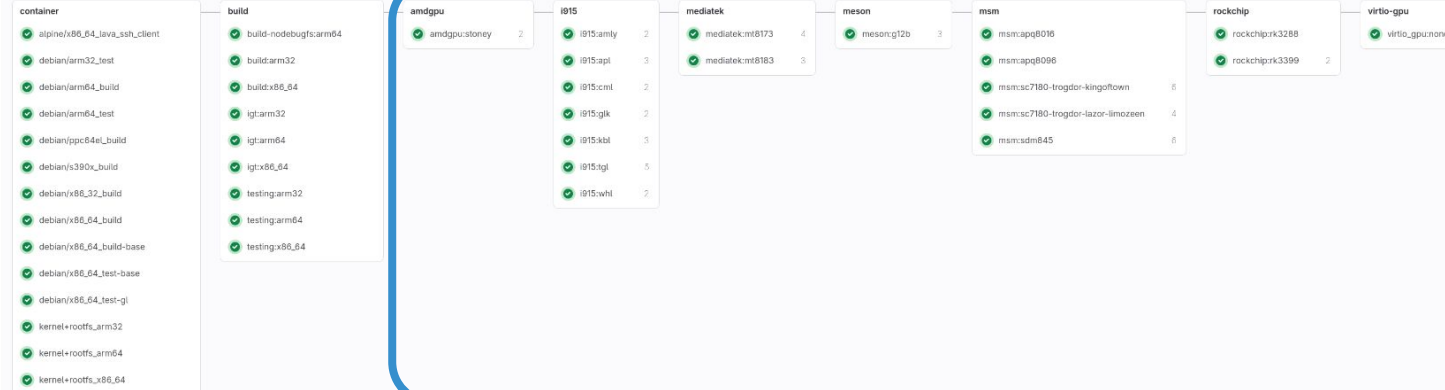 container
alpine/x86_64_lava_ssh_client
debian/arm32_test
debian/arm64_build
debian/arm64_test
debian/ppc64el_build
debian/s390x_build
debian/x86_32_build
debian/x86_64_build
debian/x86_64_build-base
debian/x86_64_test-base
debian/x86_64_test-gl
kernel+rootfs_arm32
kernel+rootfs_arm64
kernel+rootfs_x86_64
build
build-nodebugfs:arm64
build:arm32
build:x86_64
igt:arm32
igt:arm64
igt:x86_64
testing:arm32
testing:arm64
testing:x86_64
amdgpu
amdgpu:stoney 2
i915
i915:amly 2
i915:apl 3
i915:cml 2
i915:glk 2
i915:kbl 3
i915:tgl
i915:whl 2
mediatek
mediatek:mt8173 4
mediatek:mt8183 3
meson
meson:g12b 3
msm
msm:apq8016
msm:apq8096
msm:sc7180-trogdor-kingoftown 6
msm:sc7180-trogdor-lazor-limozeen 4
msm:sdm845 6
rockchip
rockchip:rk3288
rockchip:rk3399 2
virtio-gpu
virtio_gpu:none